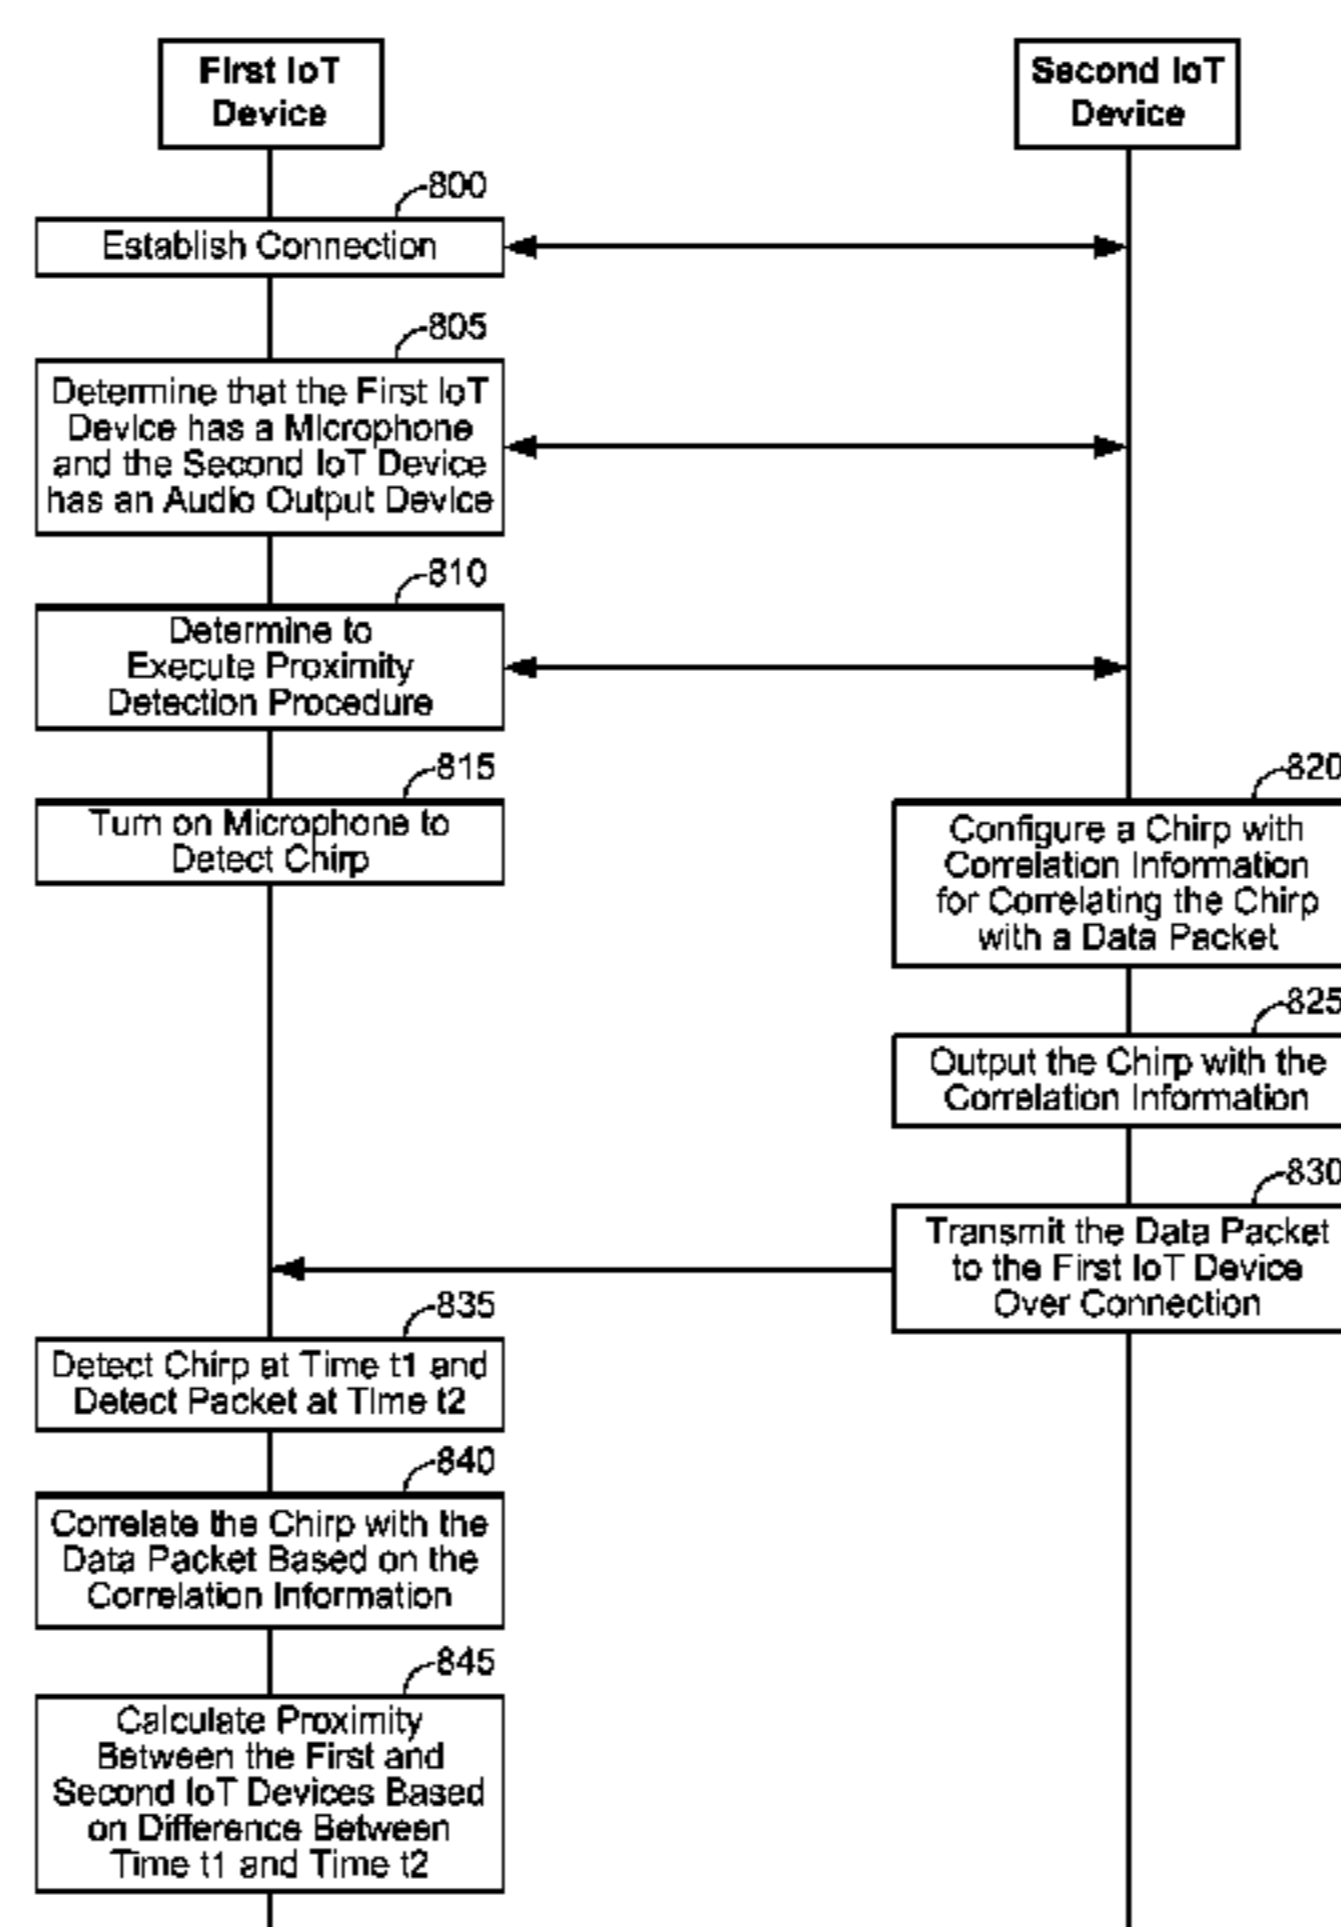 First IoT
Device
Second IoT
Device
800
Establish Connection
805
Determine that the First IoT
Device has a Microphone
and the Second IoT Device
has an Audio Output Device
810
Determine to
Execute Proximity
Detection Procedure
815
Turn on Microphone to
Detect Chirp
820
Configure a Chirp with
Correlation Information
for Correlating the Chirp
with a Data Packet
825
Output the Chirp with the
Correlation Information
830
Transmit the Data Packet
to the First IoT Device
Over Connection
835
Detect Chirp at Time t1 and
Detect Packet at Time t2
840
Correlate the Chirp with the
Data Packet Based on the
Correlation Information
845
Calculate Proximity
Between the First and
Second IoT Devices Based
on Difference Between
Time t1 and Time t2